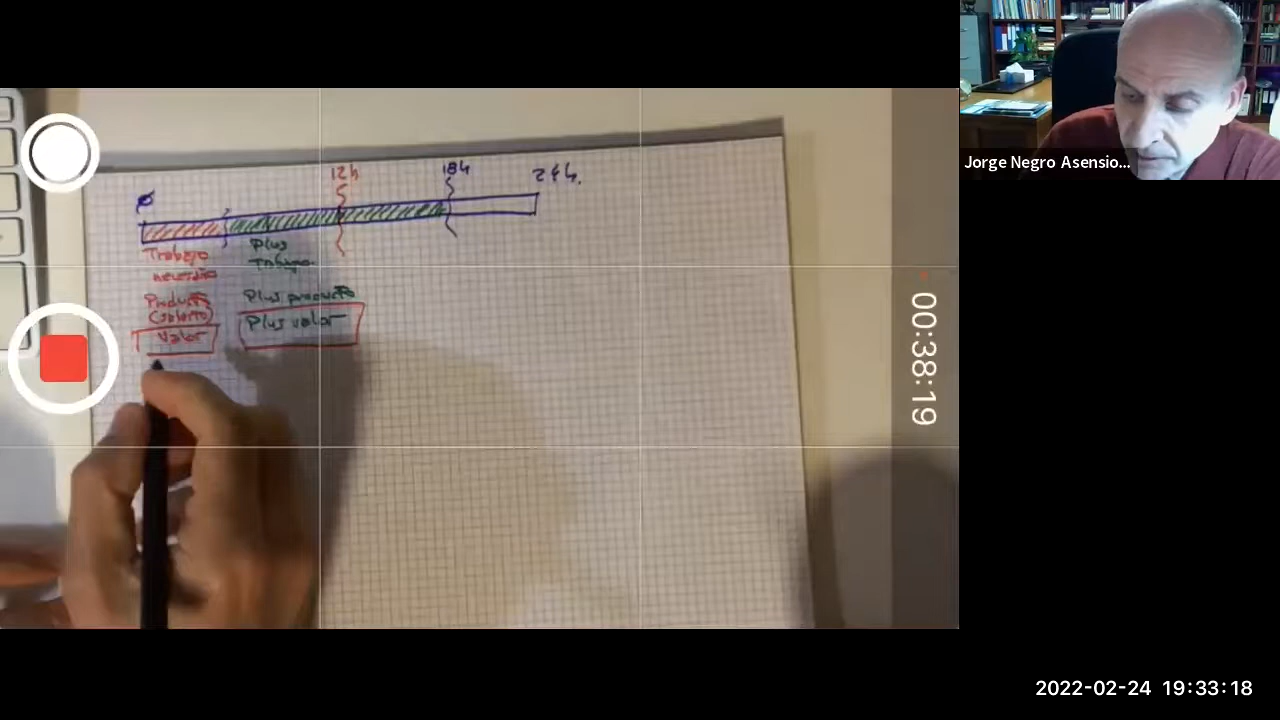 Ø
12h
18h
24h.
Trabajo
necesario
Plus
trabajo.
Producto
(salario)
Valor
Plus producto
Plus valor
00:38:19
Jorge Negro Asensio...
2022-02-24 19:33:18